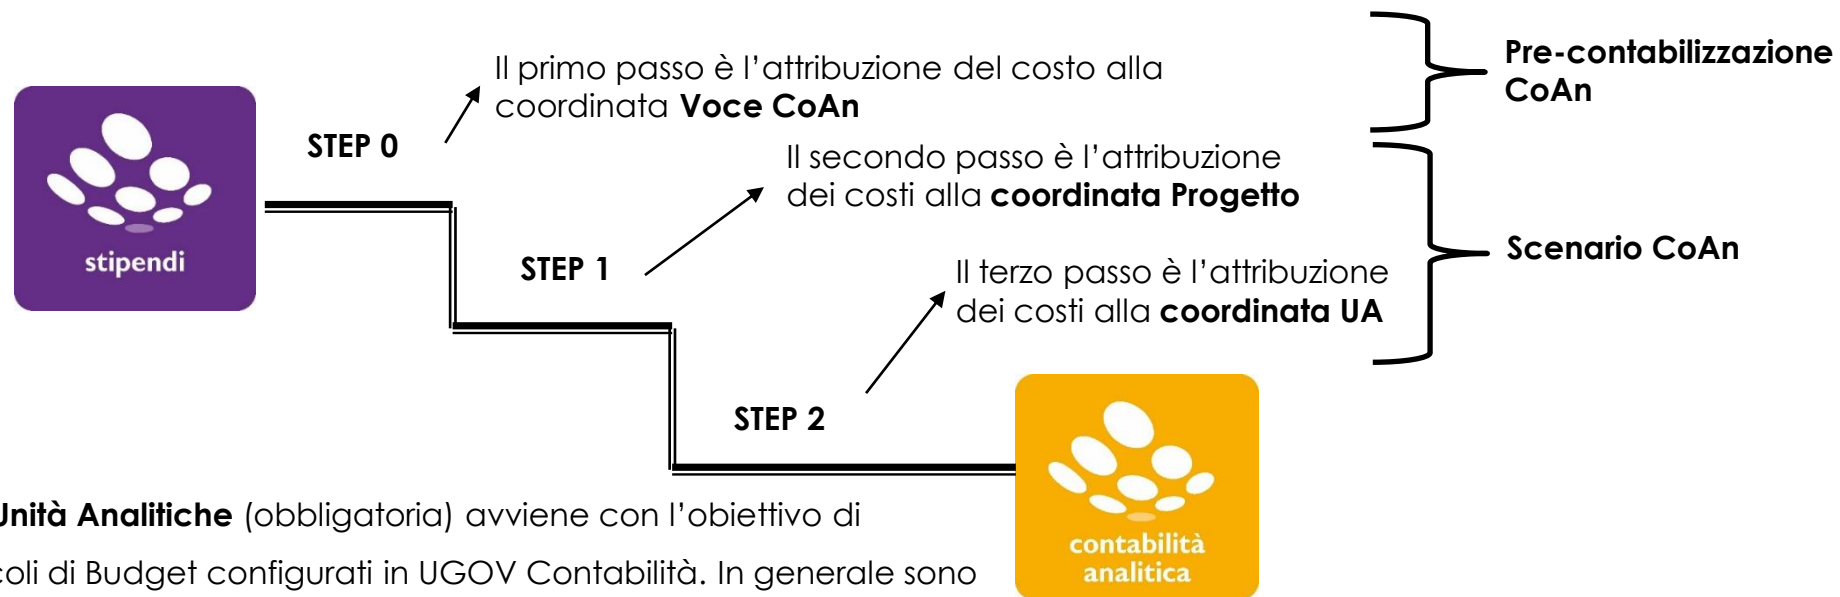 Il primo passo è l'attribuzione del costo alla
coordinata Voce CoAn
Pre-contabilizzazione
CoAn
STEP 0
Il secondo passo è l'attribuzione
dei costi alla coordinata Progetto
stipendi
STEP 1
Scenario CoAn
Il terzo passo è l'attribuzione
dei costi alla coordinata UA
STEP 2
Unità Analitiche (obbligatoria) avviene con l'obiettivo di
coli di Budget configurati in UGOV Contabilità. In generale sono
contabilità
analitica